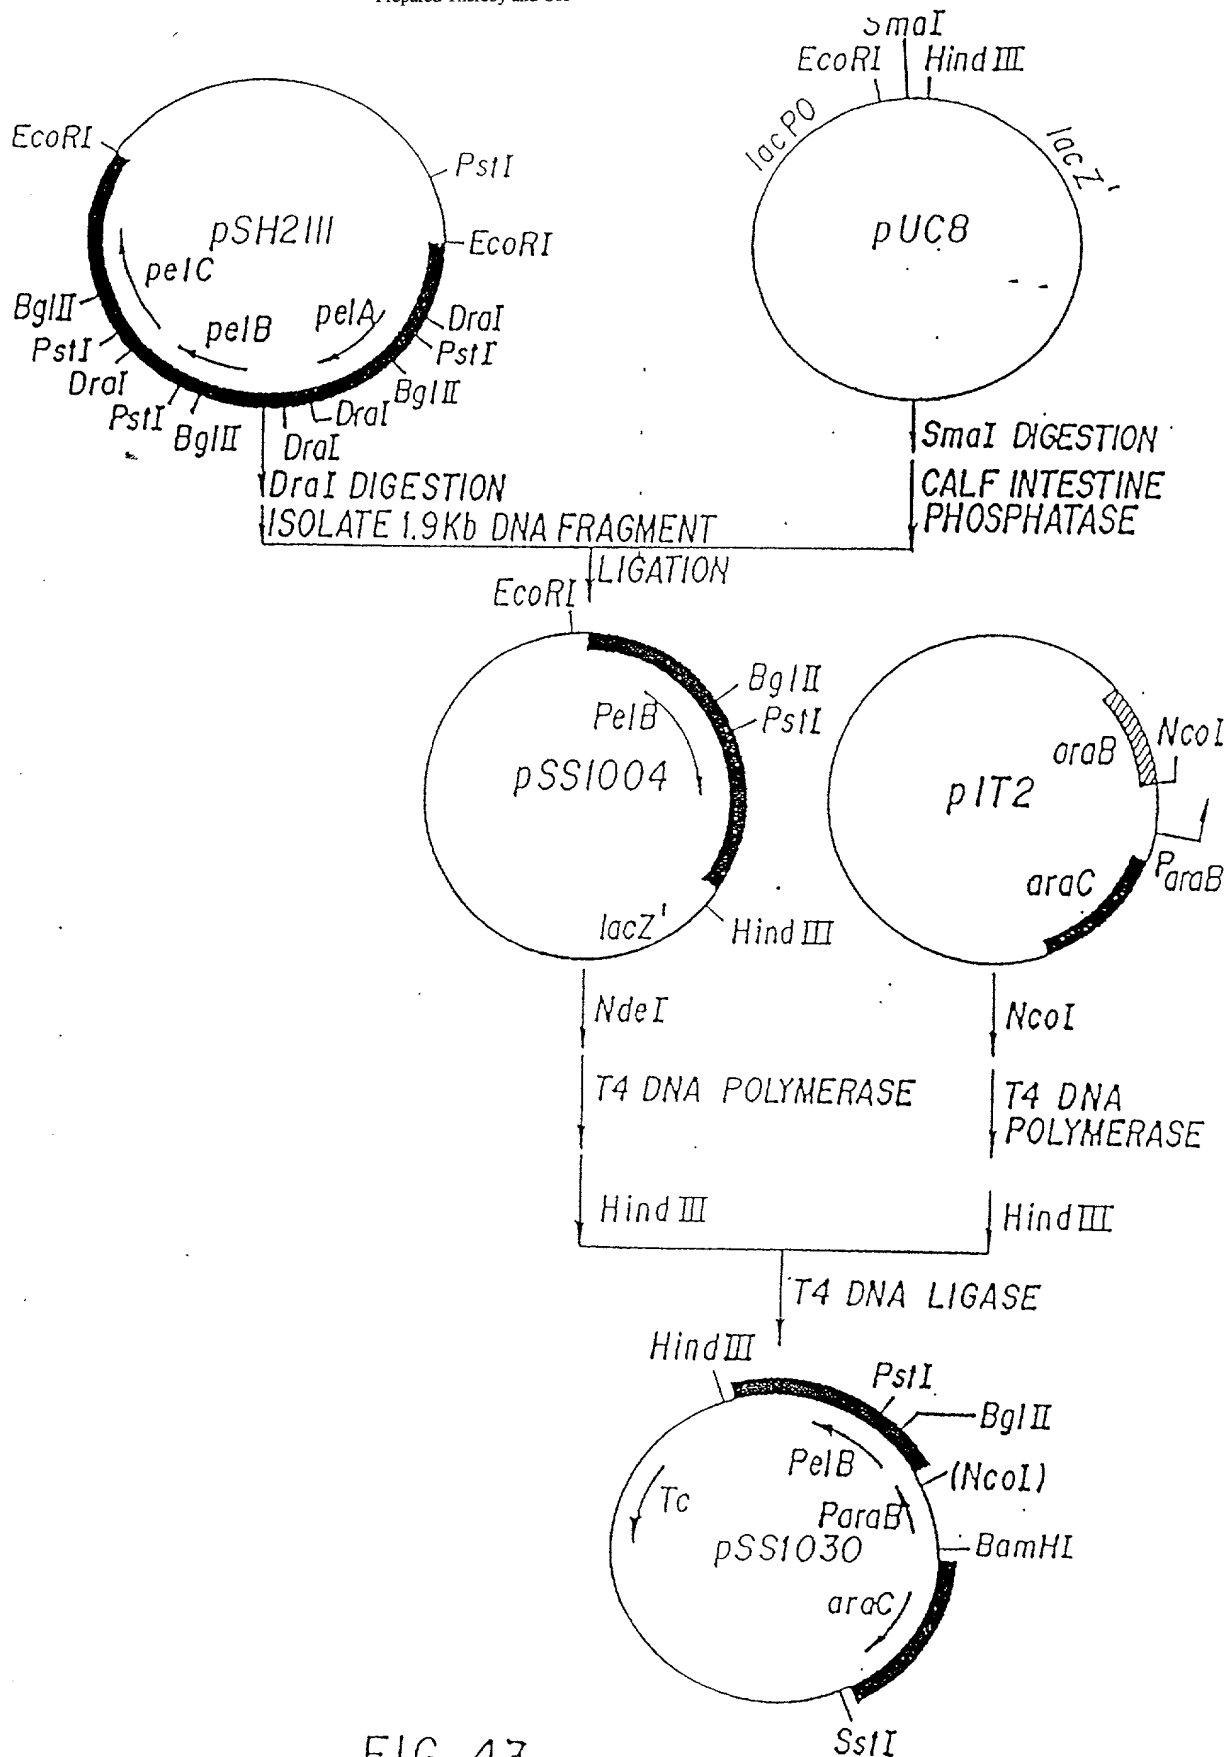 EcoRI
PstI
pSH2111
EcoRI
pelC
pelB
pelA
BglII
PstI
DraI
PstI
BglII
DraI
DraI
BglII
PstI
DraI
SmaI
EcoRI
HindIII
lacPO
lacZ'
pUC8
DraI DIGESTION
ISOLATE 1.9Kb DNA FRAGMENT
SmaI DIGESTION
CALF INTESTINE
PHOSPHATASE
LIGATION
EcoRI
BglII
PstI
PelB
pSS1004
lacZ'
HindIII
araB
NcoI
pIT2
araC
ParaB
NdeI
T4 DNA POLYMERASE
HindIII
NcoI
T4 DNA
POLYMERASE
HindIII
T4 DNA LIGASE
HindIII
PstI
BglII
PelB
(NcoI)
Tc
ParaB
pSS1030
BamHI
araC
SstI